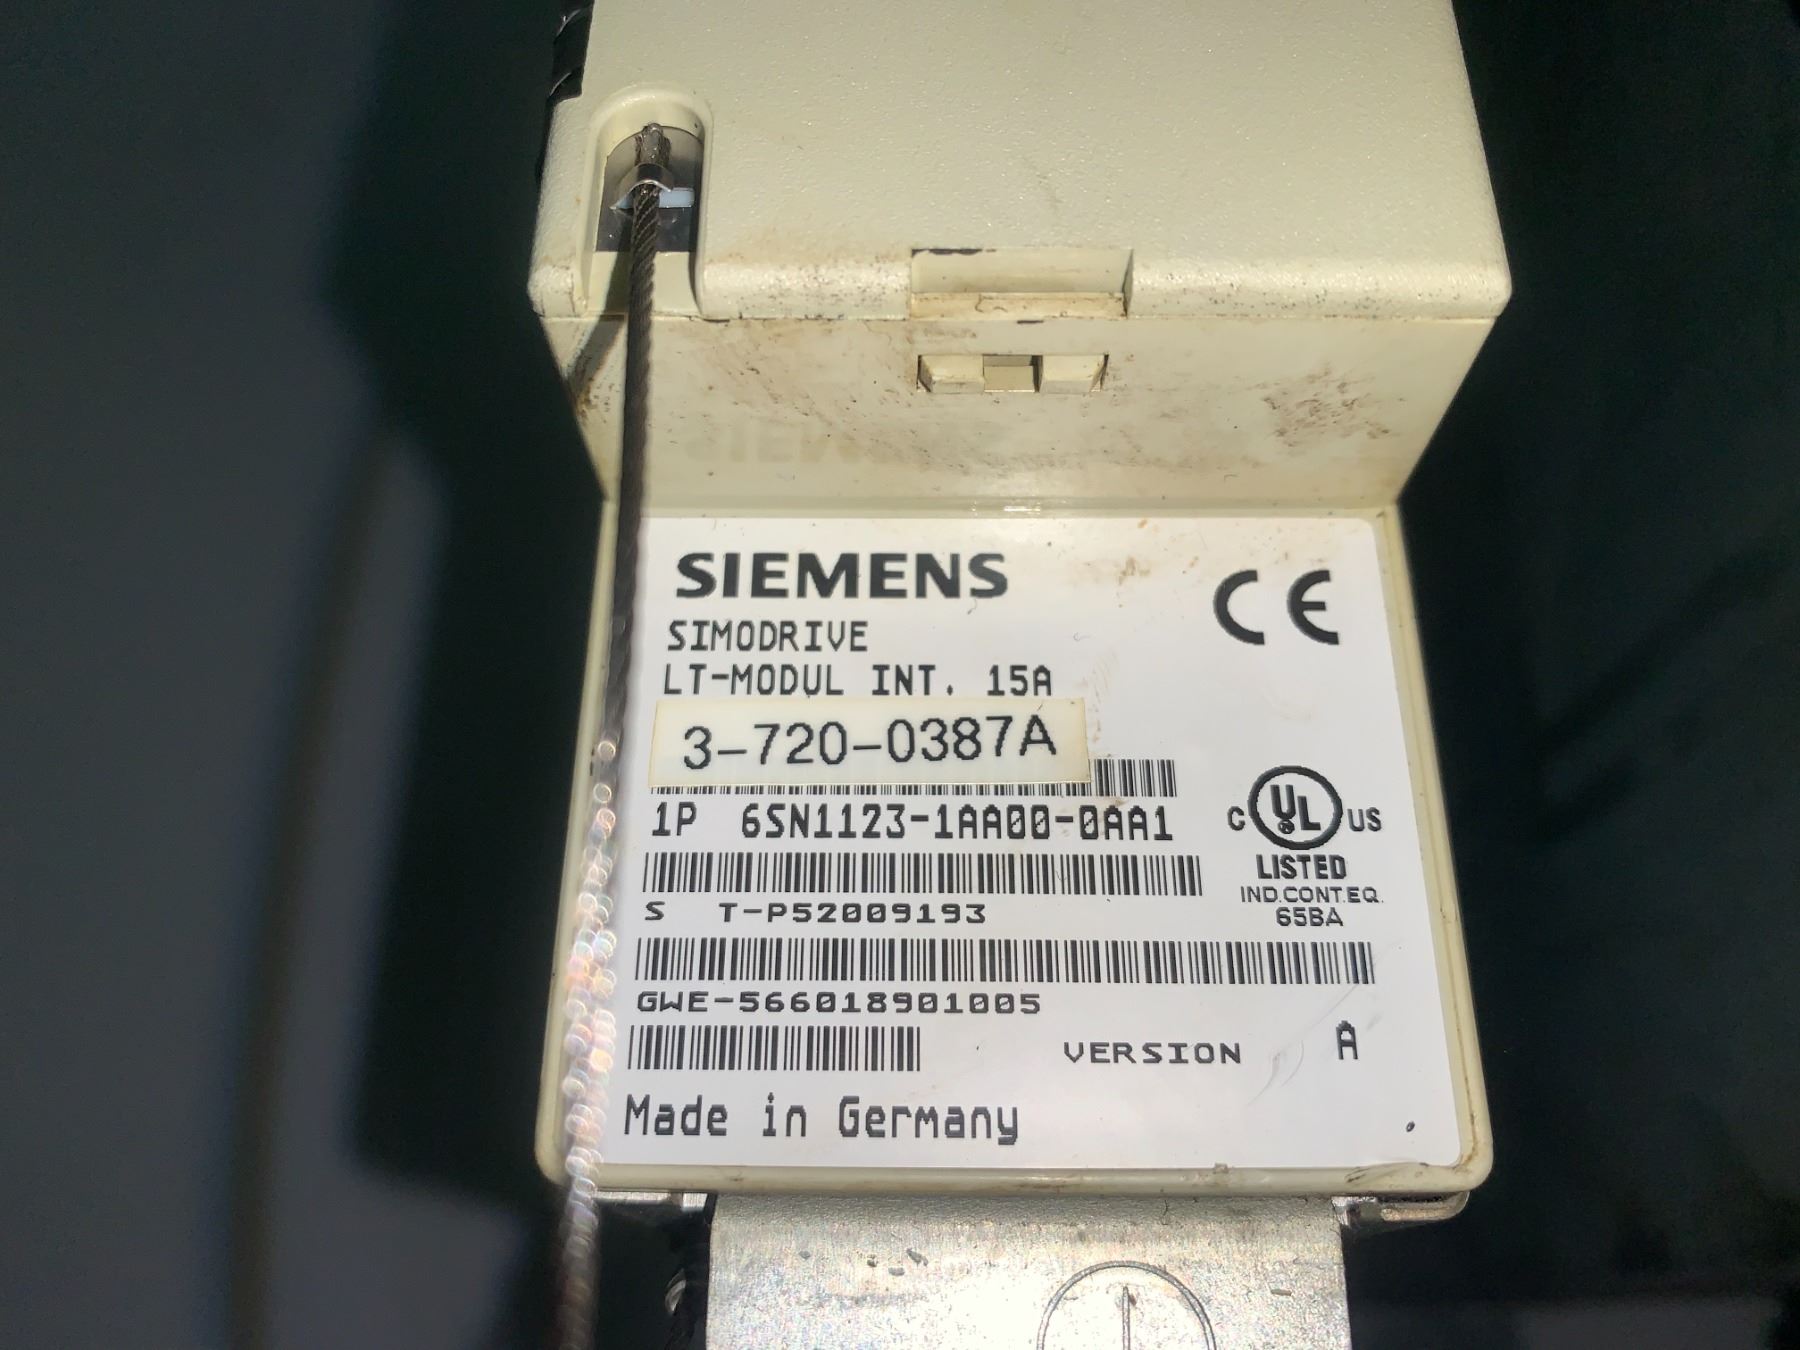 SIEMENS
CE
SIMODRIVE
LT-MODUL INT. 15A
3-720-0387A
1P 6SN1123-1AA00-0AA1
C UL US
LISTED
IND.CONT.EQ.
65BA
S T-P52009193
GWE-566018901005
VERSION A
Made in Germany